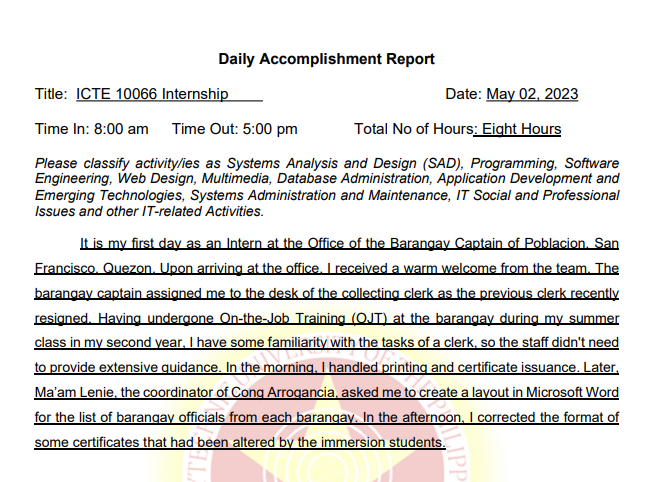 Daily Accomplishment Report
Title: ICTE 10066 Internship Date: May 02, 2023
Time In: 8:00 am Time Out: 5:00 pm Total No of Hours: Eight Hours
Please classify activity/ies as Systems Analysis and Design (SAD), Programming, Software
Engineering, Web Design, Multimedia, Database Administration, Application Development and
Emerging Technologies, Systems Administration and Maintenance, IT Social and Professional
Issues and other IT-related Activities.
It is my first day as an Intern at the Office of the Barangay Captain of Poblacion, San
Francisco, Quezon. Upon arriving at the office, I received a warm welcome from the team. The
barangay captain assigned me to the desk of the collecting clerk as the previous clerk recently
resigned. Having undergone On-the-Job Training (OJT) at the barangay during my summer
class in my second year, I have some familiarity with the tasks of a clerk, so the staff didn't need
to provide extensive guidance. In the morning, I handled printing and certificate issuance. Later,
Ma'am Lenie, the coordinator of Cong Arrogancia, asked me to create a layout in Microsoft Word
for the list of barangay officials from each barangay. In the afternoon, I corrected the format of
some certificates that had been altered by the immersion students.